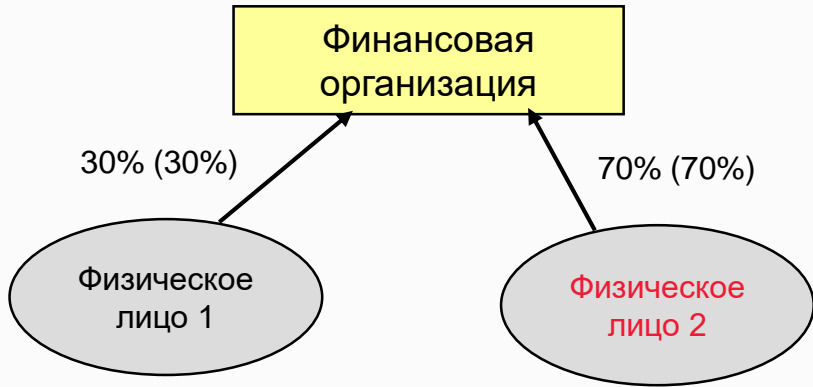 Финансовая
организация
30% (30%)
70% (70%)
Физическое
лицо 1
Физическое
лицо 2